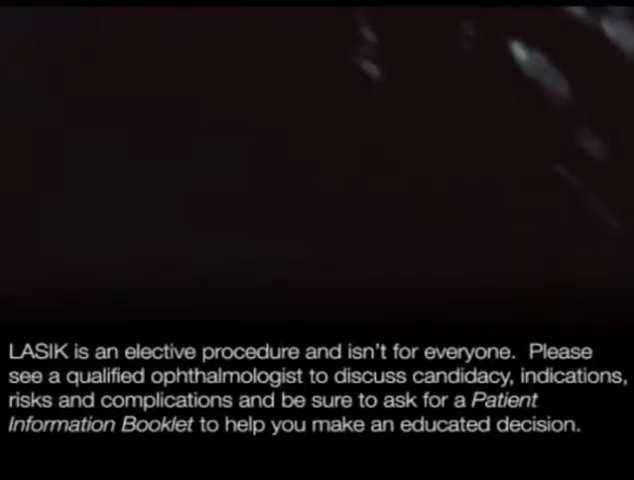 LASIK is an elective procedure and isn't for everyone. Please
see a qualified ophthalmologist to discuss candidacy, indications,
risks and complications and be sure to ask for a Patient
Information Booklet to help you make an educated decision.